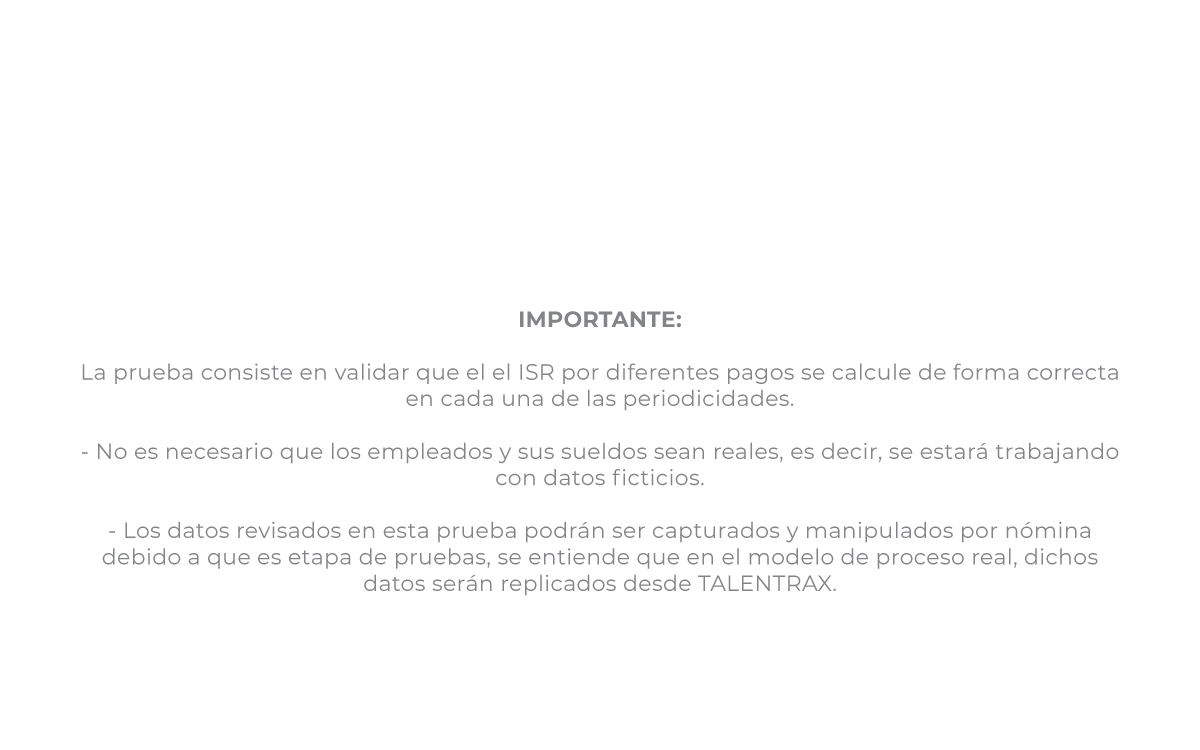 IMPORTANTE:
La prueba consiste en validar que el el ISR por diferentes pagos se calcule de forma correcta
en cada una de las periodicidades.
- No es necesario que los empleados y sus sueldos sean reales, es decir, se estará trabajando
con datos ficticios.
- Los datos revisados en esta prueba podrán ser capturados y manipulados por nómina
debido a que es etapa de pruebas, se entiende que en el modelo de proceso real, dichos
datos serán replicados desde TALENTRAX.